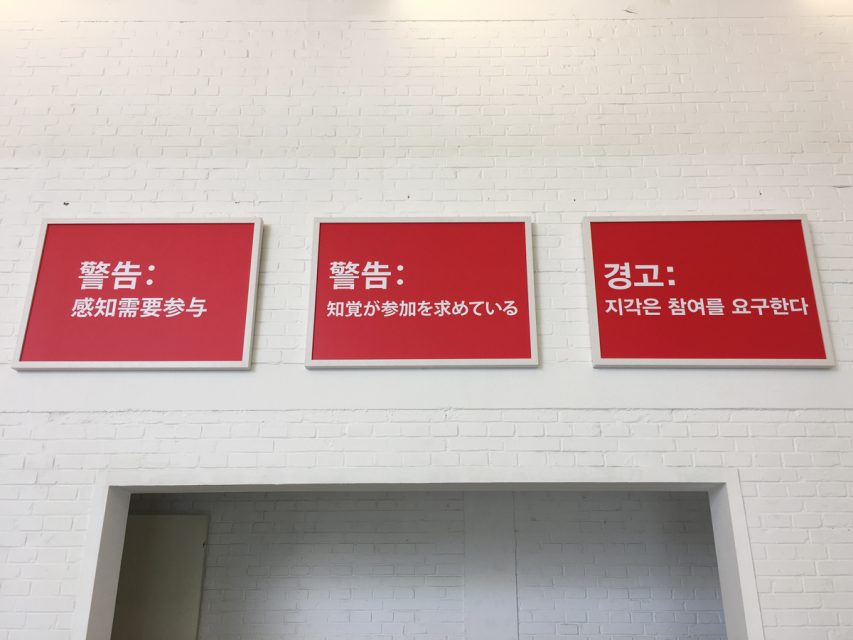 警告：
感知需要参与
警告：
知覚が参加を求めている
경고:
지각은 참여를 요구한다